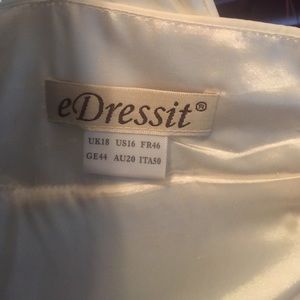 eDressit®
UK18 US16 FR46
GE44 AU20 ITA50